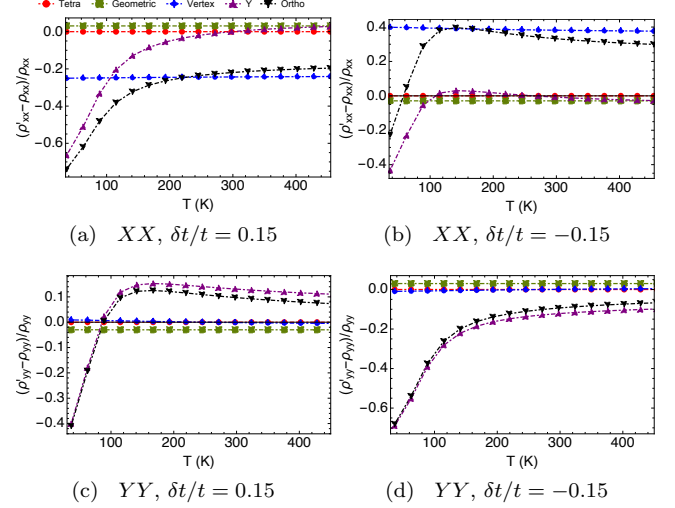 Tetra Geometric Vertex Y Ortho
0.0
-0.2
-0.4
-0.6
(ρ'xx-ρxx)/ρxx
100 200 300 400
T (K)
(a) XX, δt/t = 0.15
0.4
0.2
0.0
-0.2
-0.4
(ρ'xx-ρxx)/ρxx
0 100 200 300 400
T (K)
(b) XX, δt/t = −0.15
0.1
0.0
-0.1
-0.2
-0.3
-0.4
(ρ'yy-ρyy)/ρyy
100 200 300 400
T (K)
(c) YY, δt/t = 0.15
0.0
-0.2
-0.4
-0.6
(ρ'yy-ρyy)/ρyy
100 200 300 400
T (K)
(d) YY, δt/t = −0.15